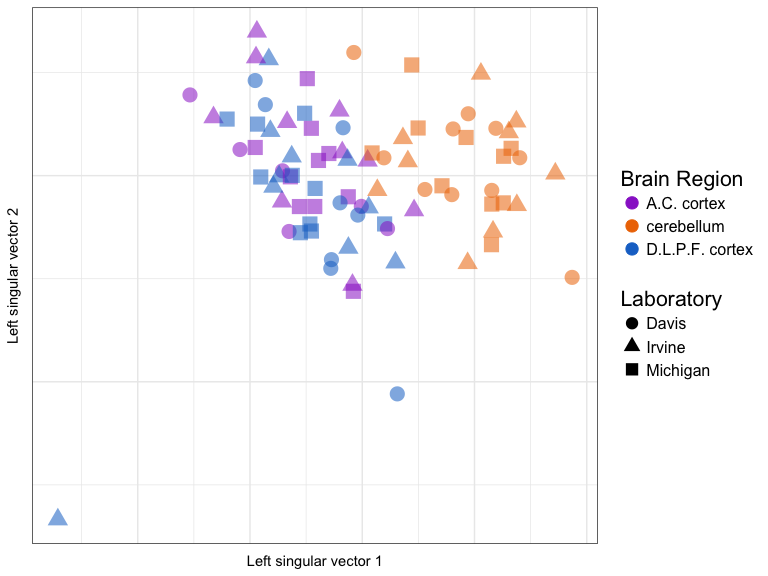 Left singular vector 2
Left singular vector 1
Brain Region
A.C. cortex
cerebellum
D.L.P.F. cortex
Laboratory
Davis
Irvine
Michigan